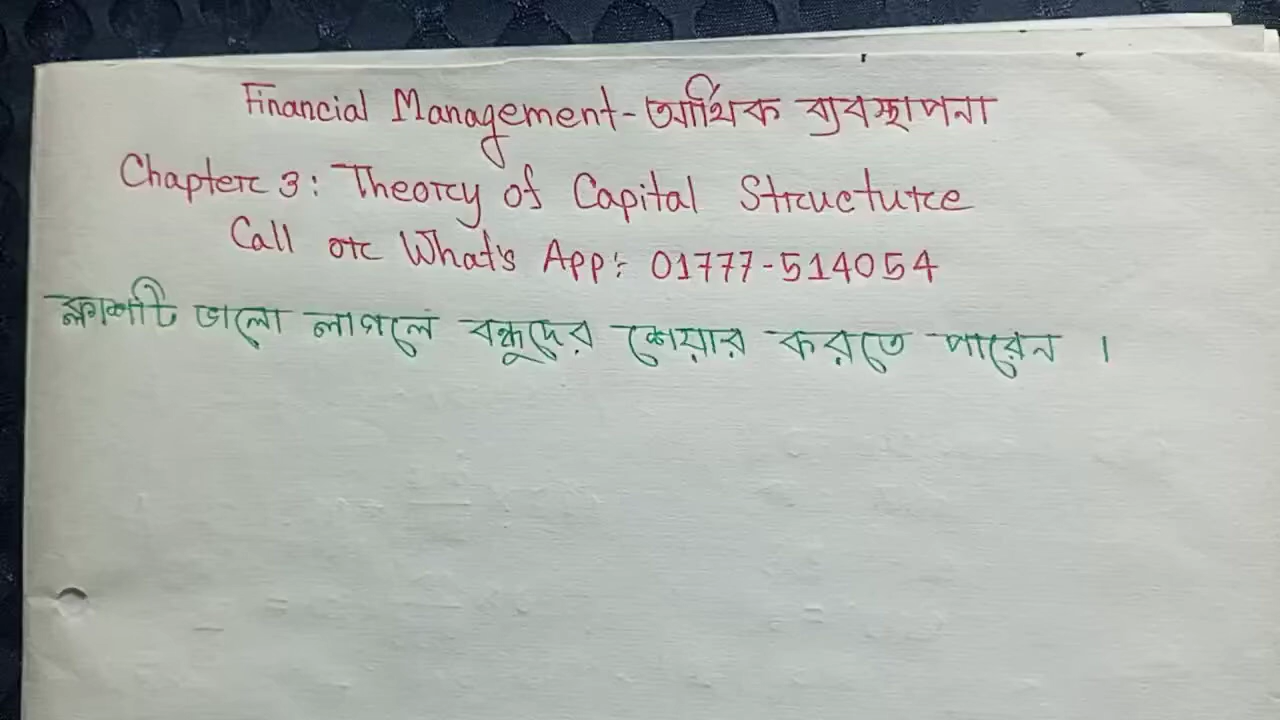 Financial Management-আর্থিক ব্যবস্থাপনা
Chapter 3: Theory of Capital Structure
Call or What's App: 01777-514054
ক্লাশটি ভালো লাগলে বন্ধুদের শেয়ার করতে পারেন ।